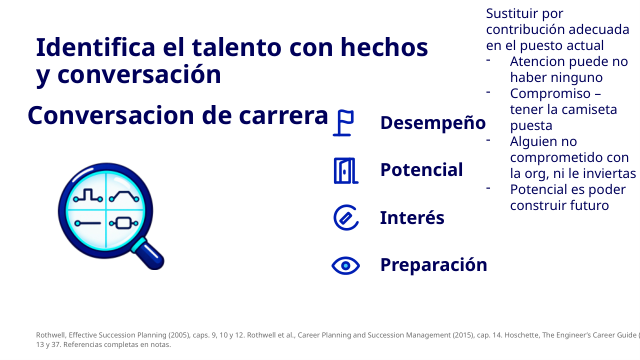 Identifica el talento con hechos
y conversación
Conversacion de carrera
Desempeño
Potencial
Interés
Preparación
Sustituir por
contribución adecuada
en el puesto actual
- Atencion puede no
haber ninguno
- Compromiso –
tener la camiseta
puesta
- Alguien no
comprometido con
la org, ni le inviertas
- Potencial es poder
construir futuro
Rothwell, Effective Succession Planning (2005), caps. 9, 10 y 12. Rothwell et al., Career Planning and Succession Management (2015), cap. 14. Hoschette, The Engineer’s Career Guide (
13 y 37. Referencias completas en notas.